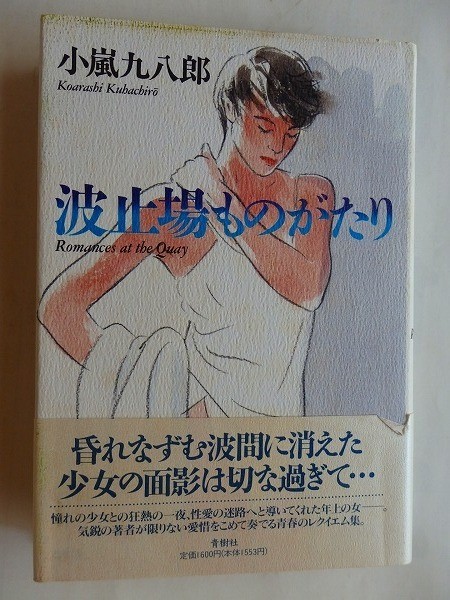 小嵐九八郎
Koarashi Kuhachirō
波止場ものがたり
Romances at the Quay
昏れなずむ波間に消えた
少女の面影は切な過ぎて…
憧れの少女との狂熱の一夜、性愛の迷路へと導いてくれた年上の女──
気鋭の著者が限りない愛惜をこめて奏でる青春のレクイエム集。
青樹社
定価1600円(本体1553円)